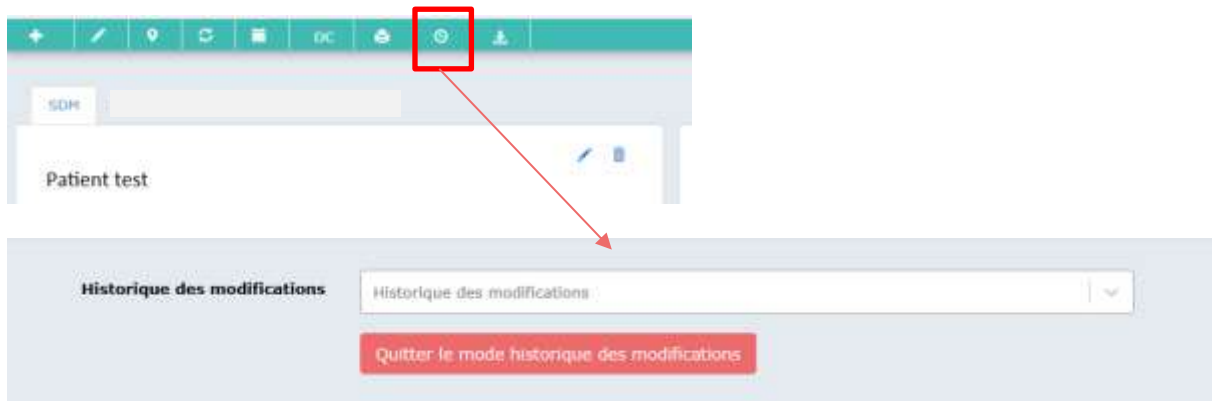 DC
SDM
Patient test
Historique des modifications
Historique des modifications
Quitter le mode historique des modifications